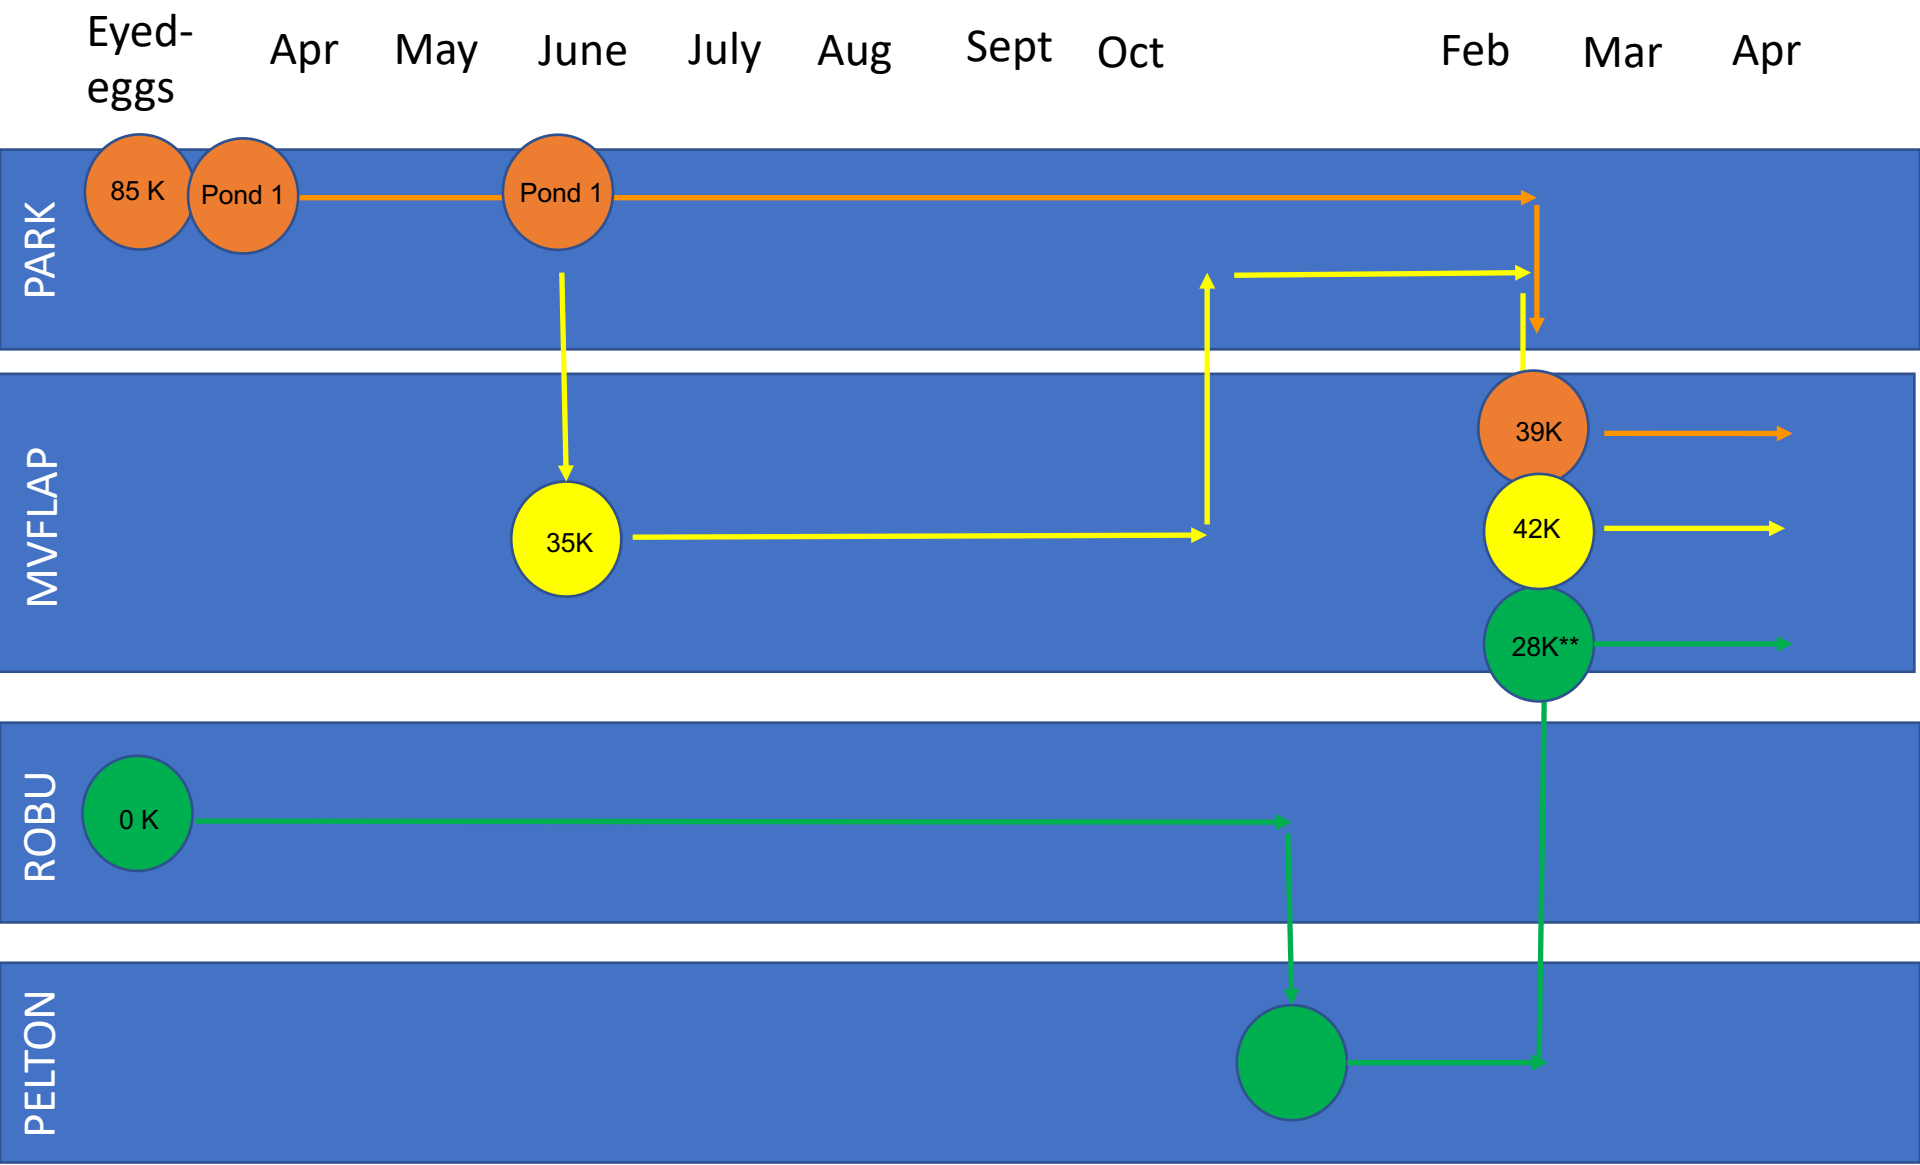 Eyed-
eggs
Apr
May
June
July
Aug
Sept
Oct
Feb
Mar
Apr
PARK
85 K
Pond 1
Pond 1
MVFLAP
35K
39K
42K
28K**
ROBU
0 K
PELTON